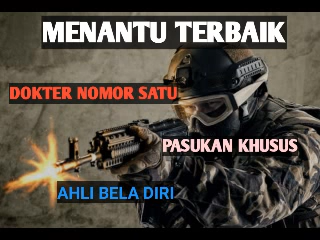 MENANTU TERBAIK
DOKTER NOMOR SATU
PASUKAN KHUSUS
AHLI BELA DIRI